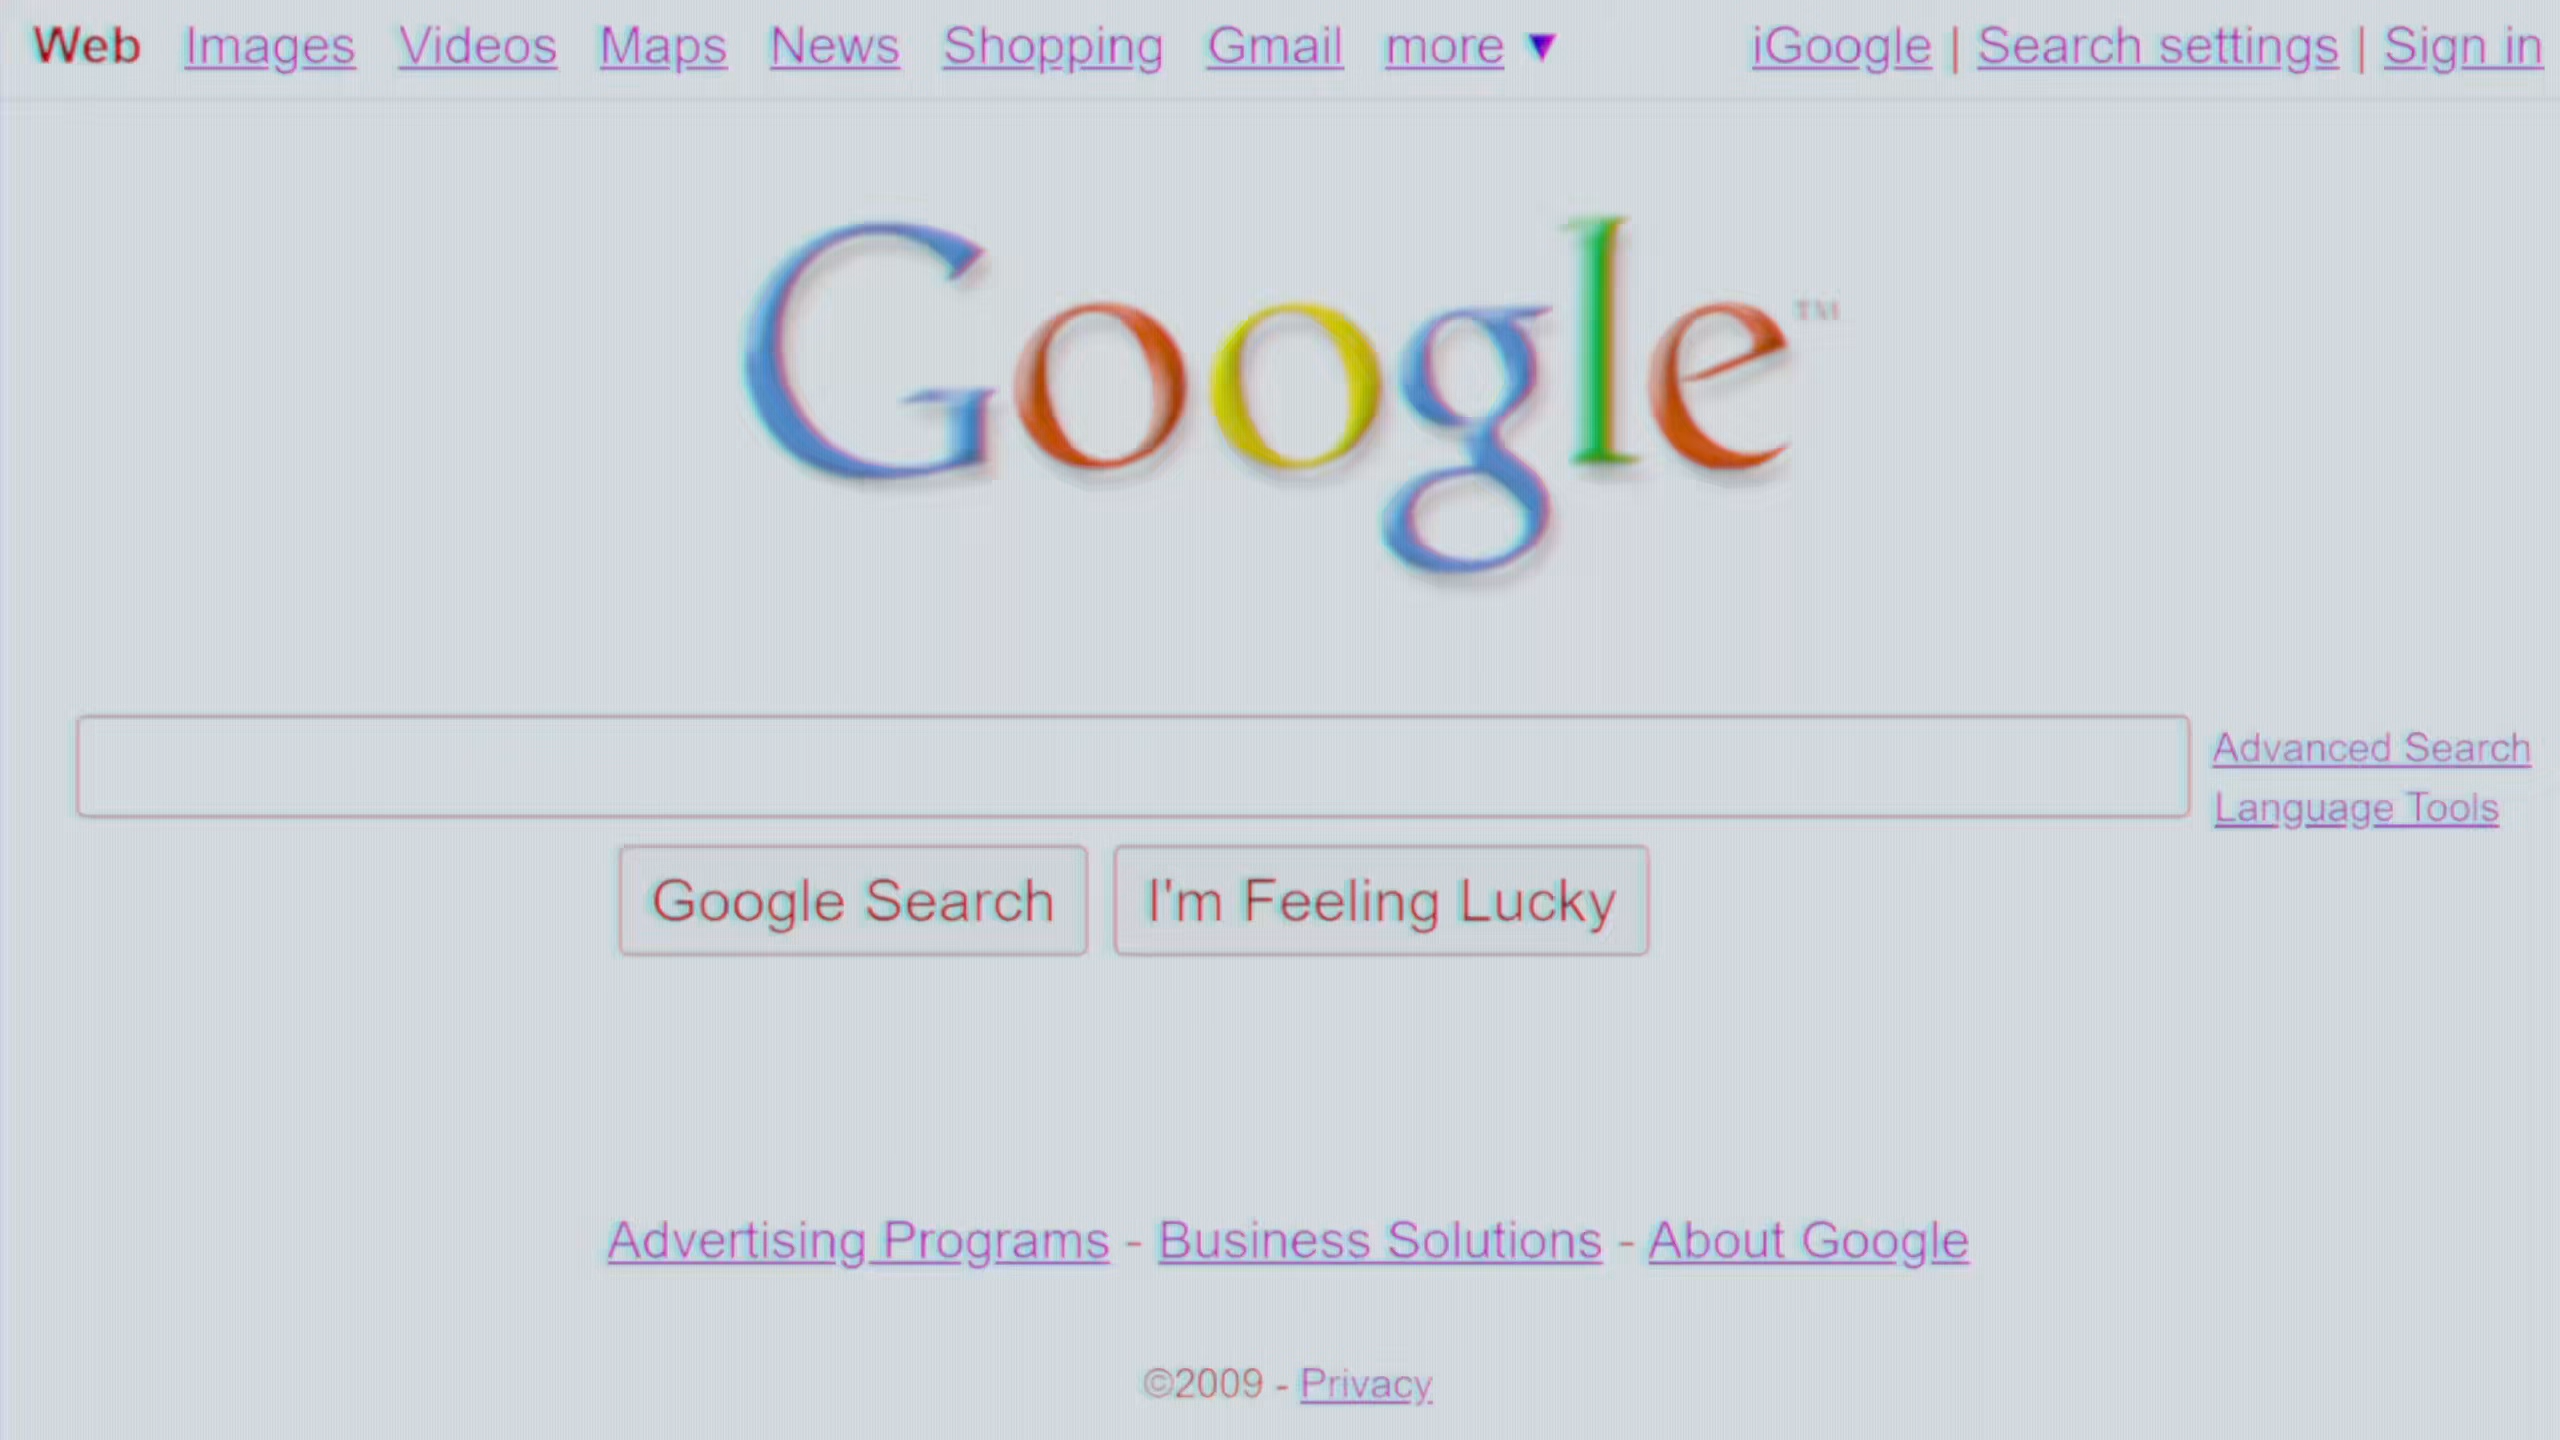 Web Images Videos Maps News Shopping Gmail more ▼ iGoogle | Search settings | Sign in
Google™
Advanced Search
Language Tools
Google Search I'm Feeling Lucky
Advertising Programs - Business Solutions - About Google
©2009 - Privacy